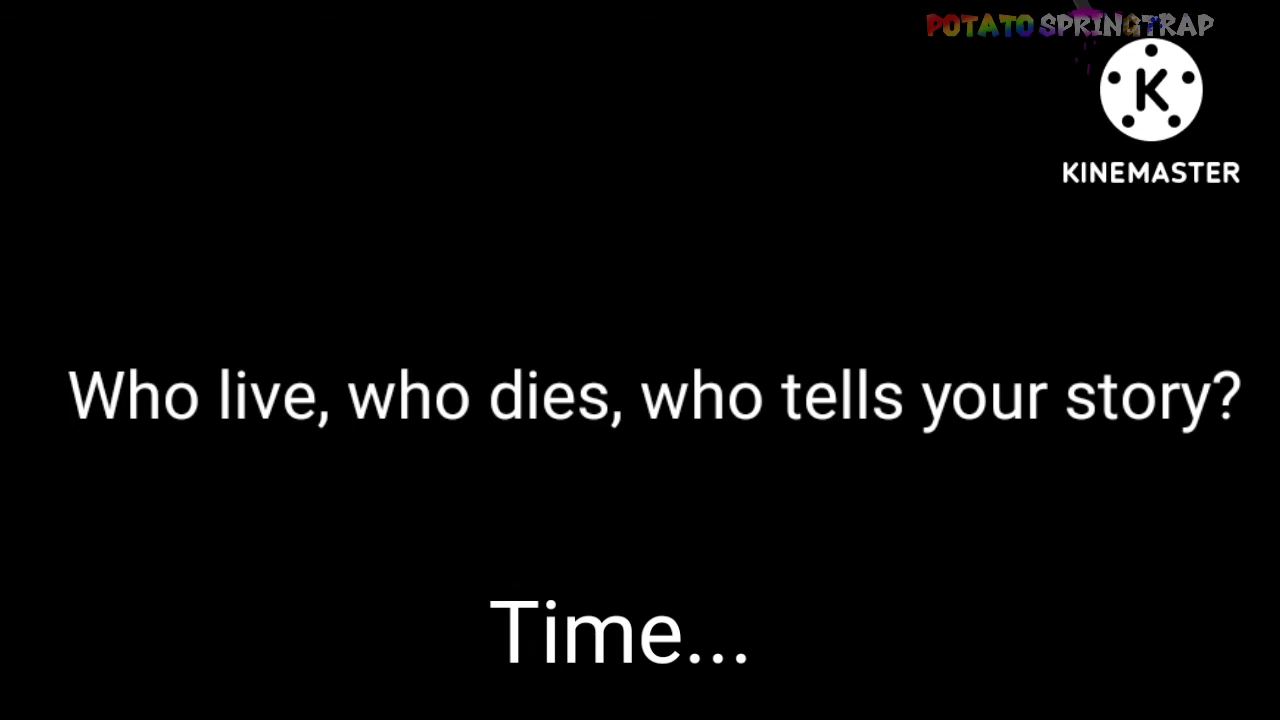 POTATO SPRINGTRAP
K
KINEMASTER
Who live, who dies, who tells your story?
Time...